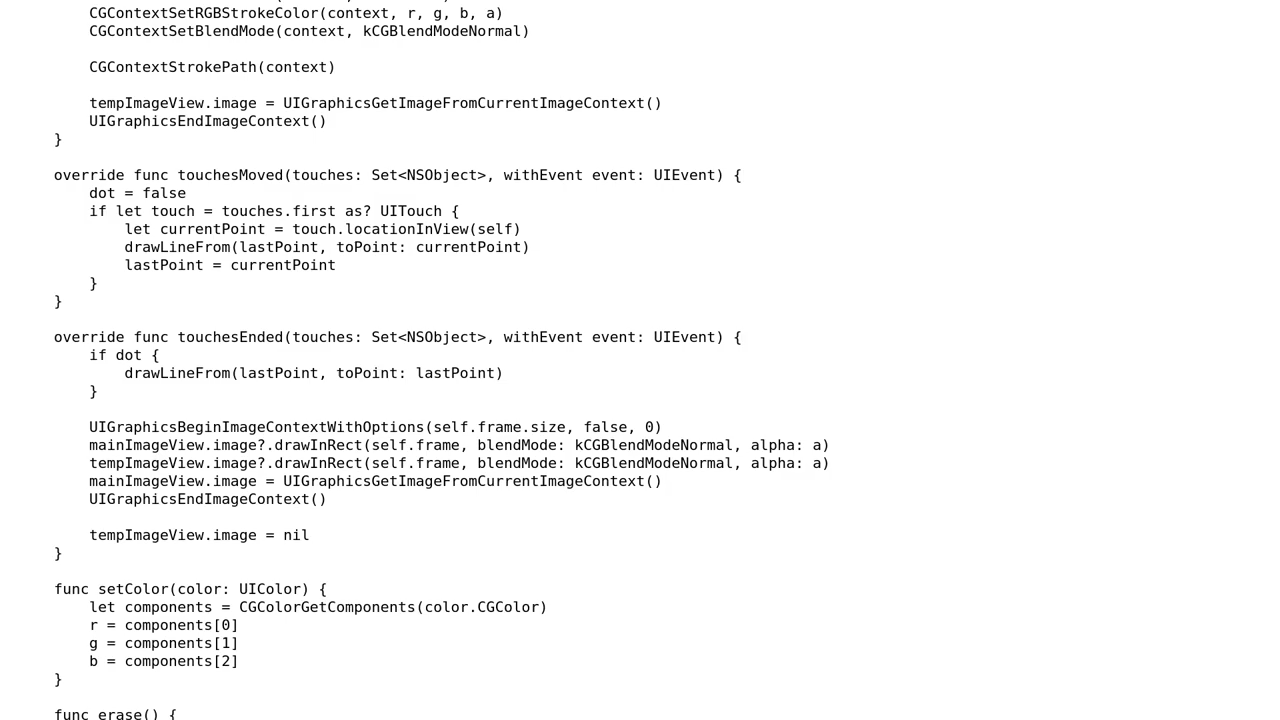 CGContextSetRGBStrokeColor(context, r, g, b, a)
CGContextSetBlendMode(context, kCGBlendModeNormal)
CGContextStrokePath(context)
tempImageView.image = UIGraphicsGetImageFromCurrentImageContext()
UIGraphicsEndImageContext()
}
override func touchesMoved(touches: Set<NSObject>, withEvent event: UIEvent) {
dot = false
if let touch = touches.first as? UITouch {
let currentPoint = touch.locationInView(self)
drawLineFrom(lastPoint, toPoint: currentPoint)
lastPoint = currentPoint
}
}
override func touchesEnded(touches: Set<NSObject>, withEvent event: UIEvent) {
if dot {
drawLineFrom(lastPoint, toPoint: lastPoint)
}
UIGraphicsBeginImageContextWithOptions(self.frame.size, false, 0)
mainImageView.image?.drawInRect(self.frame, blendMode: kCGBlendModeNormal, alpha: a)
tempImageView.image?.drawInRect(self.frame, blendMode: kCGBlendModeNormal, alpha: a)
mainImageView.image = UIGraphicsGetImageFromCurrentImageContext()
UIGraphicsEndImageContext()
tempImageView.image = nil
}
func setColor(color: UIColor) {
let components = CGColorGetComponents(color.CGColor)
r = components[0]
g = components[1]
b = components[2]
}
func erase() {